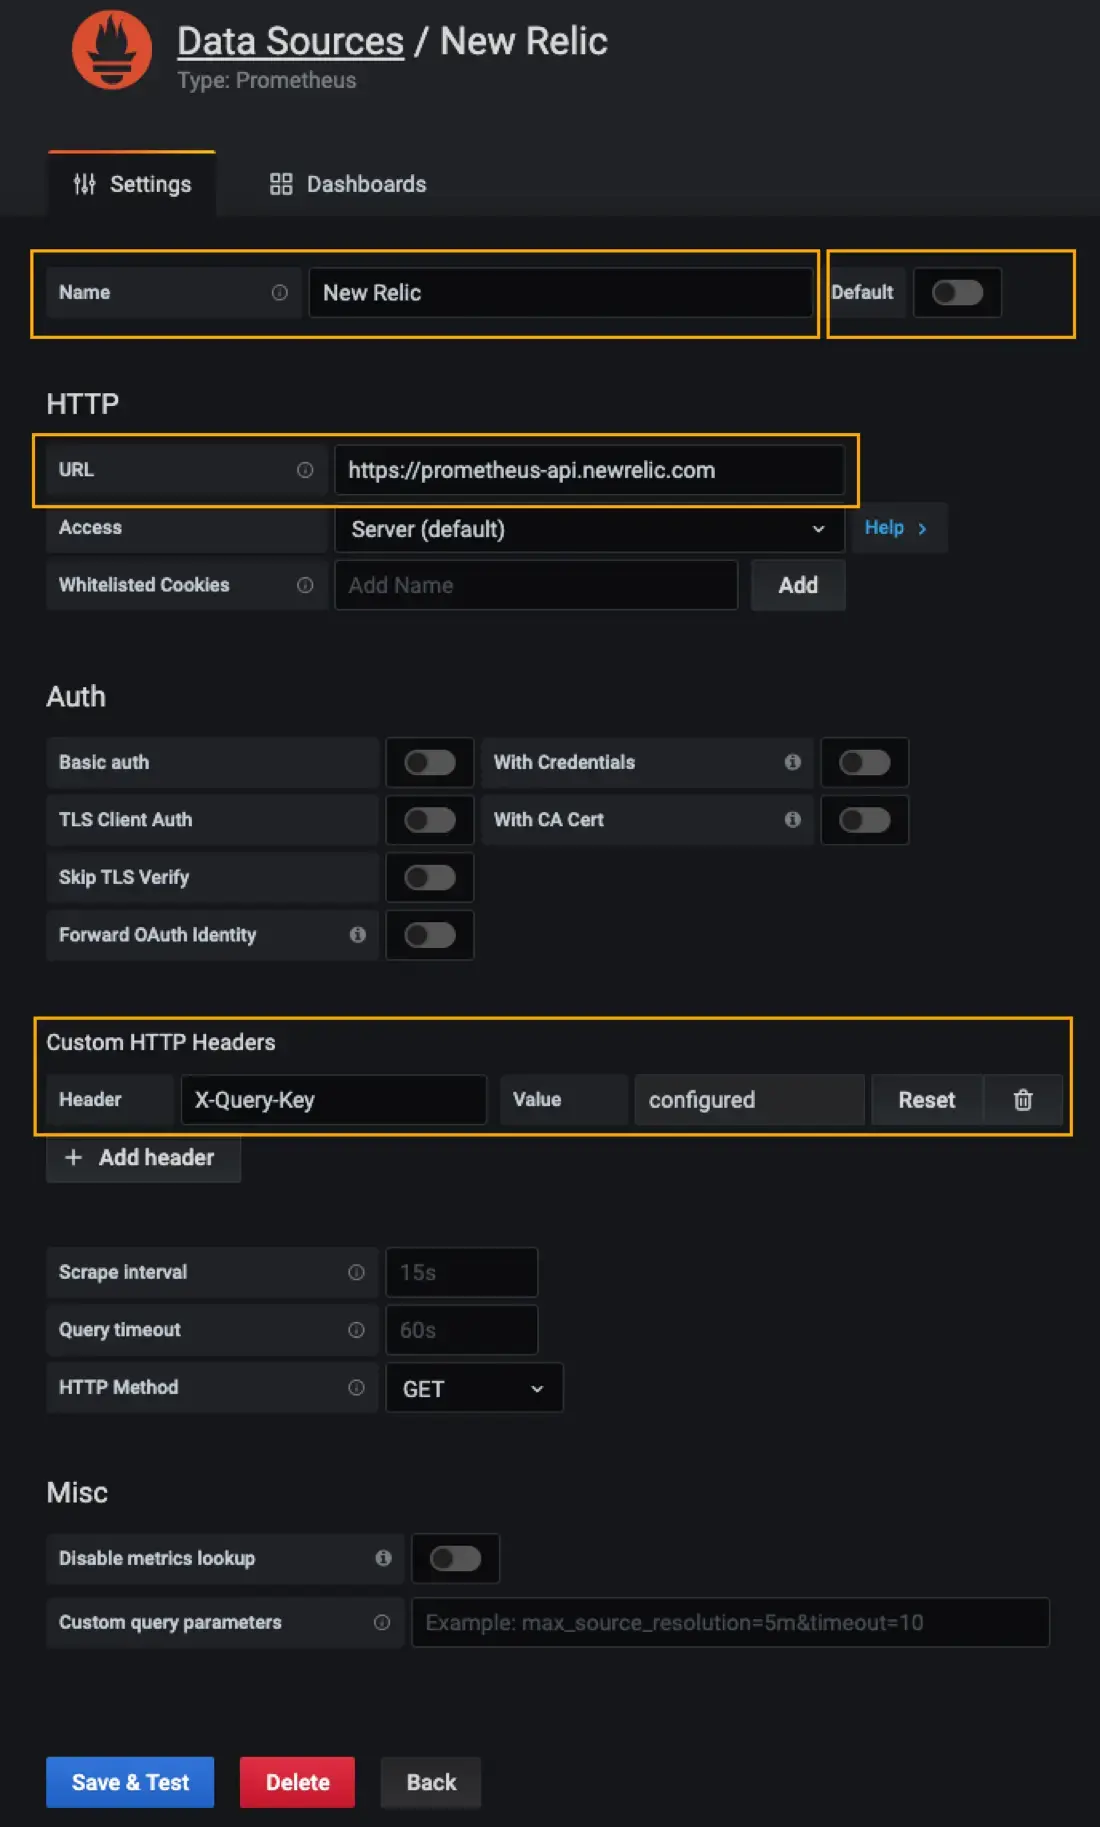 Data Sources / New Relic
Type: Prometheus
Settings Dashboards
Name New Relic Default
HTTP
URL https://prometheus-api.newrelic.com
Access Server (default) Help
Whitelisted Cookies Add Name Add
Auth
Basic auth With Credentials
TLS Client Auth With CA Cert
Skip TLS Verify
Forward OAuth Identity
Custom HTTP Headers
Header X-Query-Key Value configured Reset
+ Add header
Scrape interval 15s
Query timeout 60s
HTTP Method GET
Misc
Disable metrics lookup
Custom query parameters Example: max_source_resolution=5m&timeout=10
Save & Test Delete Back